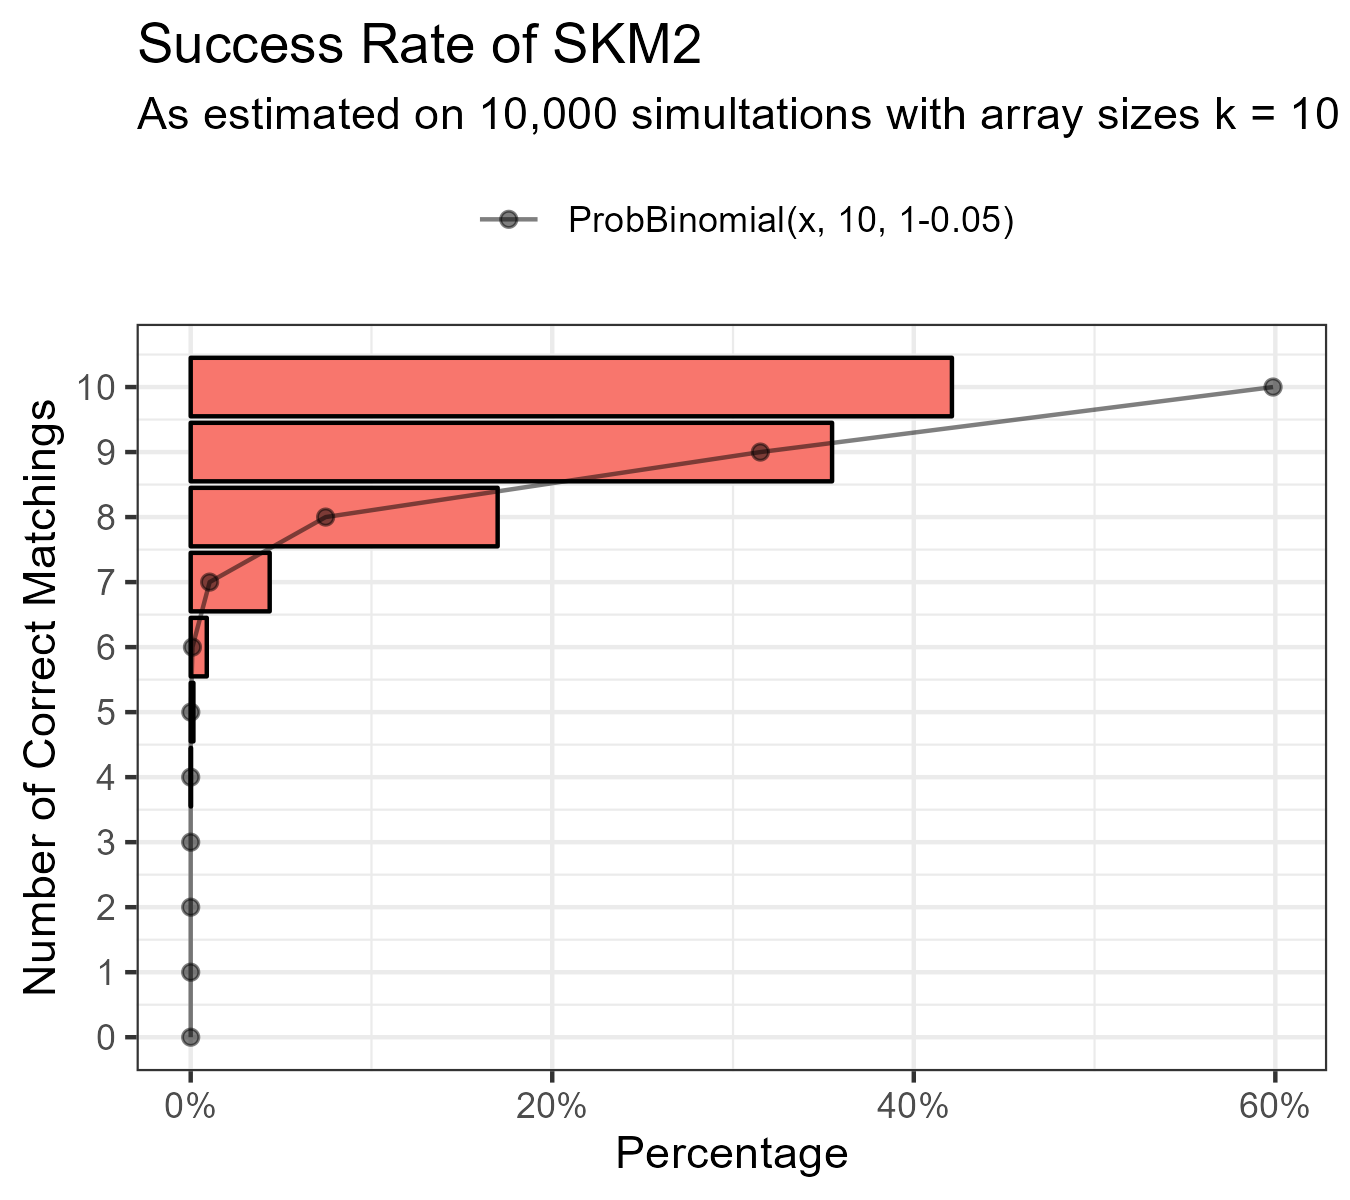 Success Rate of SKM2
As estimated on 10,000 simultations with array sizes k = 10
ProbBinomial(x, 10, 1-0.05)
Number of Correct Matchings
10
9
8
7
6
5
4
3
2
1
0
0% 20% 40% 60%
Percentage